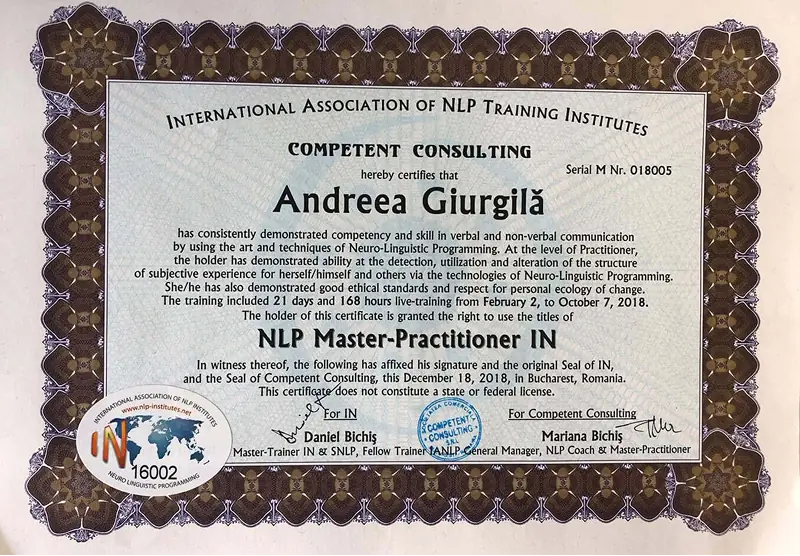 INTERNATIONAL ASSOCIATION OF NLP TRAINING INSTITUTES
COMPETENT CONSULTING
hereby certifies that
Serial M Nr. 018005
Andreea Giurgilă
has consistently demonstrated competency and skill in verbal and non-verbal communication
by using the art and techniques of Neuro-Linguistic Programming. At the level of Practitioner,
the holder has demonstrated ability at the detection, utilization and alteration of the structure
of subjective experience for herself/himself and others via the technologies of Neuro-Linguistic Programming.
She/he has also demonstrated good ethical standards and respect for personal ecology of change.
The training included 21 days and 168 hours live-training from February 2, to October 7, 2018.
The holder of this certificate is granted the right to use the titles of
NLP Master-Practitioner IN
In witness thereof, the following has affixed his signature and the original Seal of IN,
and the Seal of Competent Consulting, this December 18, 2018, in Bucharest, Romania.
This certificate does not constitute a state or federal license.
For IN
For Competent Consulting
Daniel Bichiş
Mariana Bichiş
Master-Trainer IN & SNLP, Fellow Trainer IANLP
General Manager, NLP Coach & Master-Practitioner
COMPETENT
CONSULTING
S.R.L.
INTERNATIONAL ASSOCIATION OF NLP INSTITUTES
www.nlp-institutes.net
IN
16002
NEURO LINGUISTIC PROGRAMMING